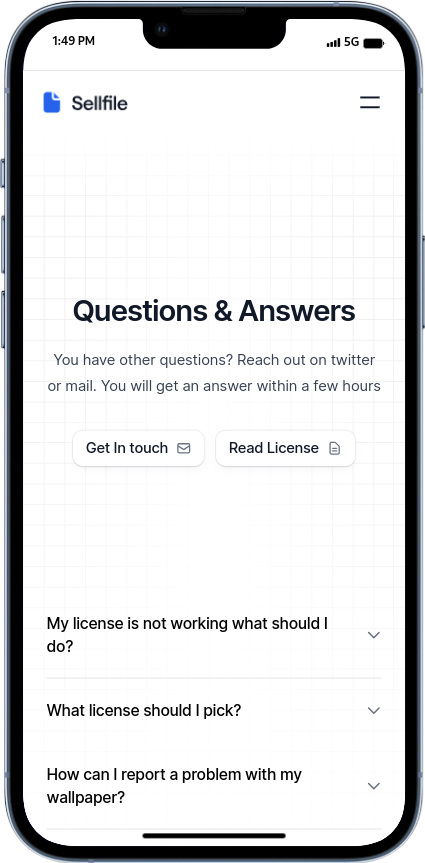 1:49 PM 5G
Sellfile
Questions & Answers
You have other questions? Reach out on twitter
or mail. You will get an answer within a few hours
Get In touch
Read License
My license is not working what should I
do?
What license should I pick?
How can I report a problem with my
wallpaper?